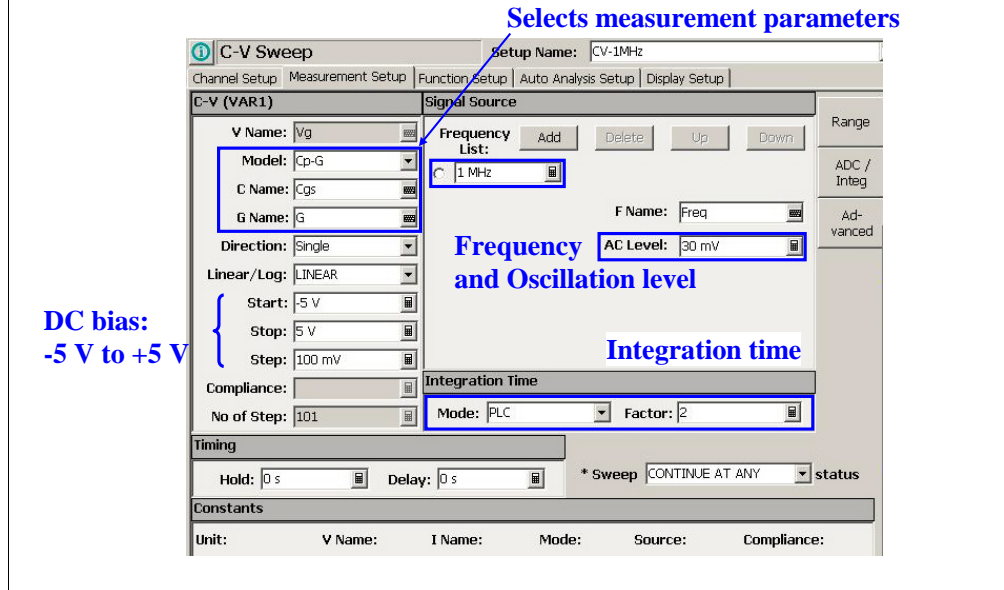 Selects measurement parameters
C-V Sweep
Setup Name: CV-1MHz
Channel Setup Measurement Setup Function Setup Auto Analysis Setup Display Setup
C-V (VAR1)
Signal Source
V Name: Vg
Model: Cp-G
C Name: Cgs
G Name: G
Direction: Single
Linear/Log: LINEAR
Start: -5 V
Stop: 5 V
Step: 100 mV
Compliance:
No of Step: 101
DC bias:
-5 V to +5 V
Frequency
List:
Add Delete Up Down
1 MHz
F Name: Freq
AC Level: 30 mV
Frequency
and Oscillation level
Integration time
Integration Time
Mode: PLC Factor: 2
Range
ADC /
Integ
Ad-
vanced
Timing
Hold: 0 s Delay: 0 s
* Sweep CONTINUE AT ANY status
Constants
Unit: V Name: I Name: Mode: Source: Compliance: